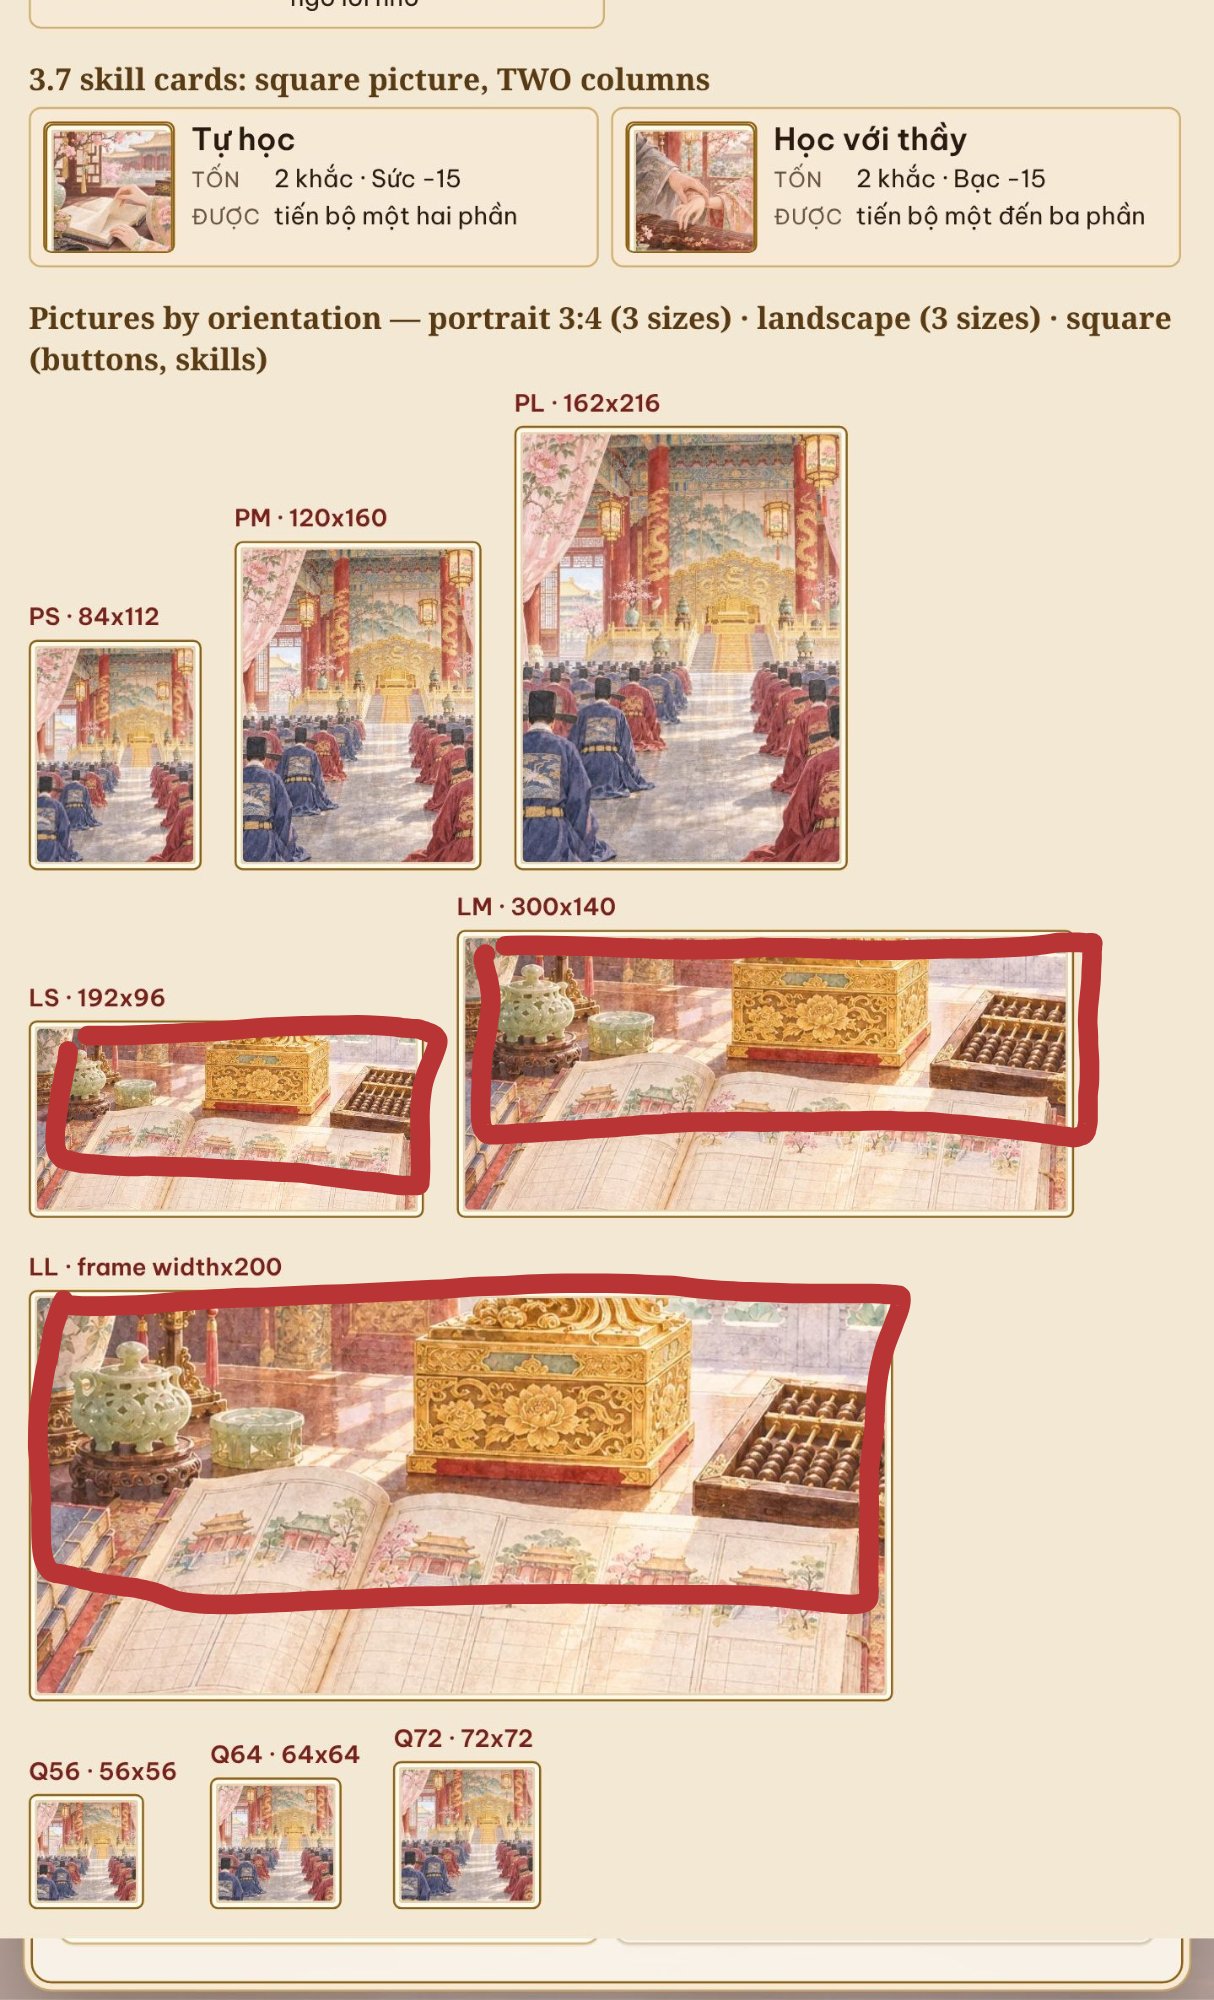 3.7 skill cards: square picture, TWO columns
Tự học
TỐN 2 khắc · Sức -15
ĐƯỢC tiến bộ một hai phần
Học với thầy
TỐN 2 khắc · Bạc -15
ĐƯỢC tiến bộ một đến ba phần
Pictures by orientation — portrait 3:4 (3 sizes) · landscape (3 sizes) · square
(buttons, skills)
PL · 162x216
PM · 120x160
PS · 84x112
LM · 300x140
LS · 192x96
LL · frame widthx200
Q56 · 56x56
Q64 · 64x64
Q72 · 72x72